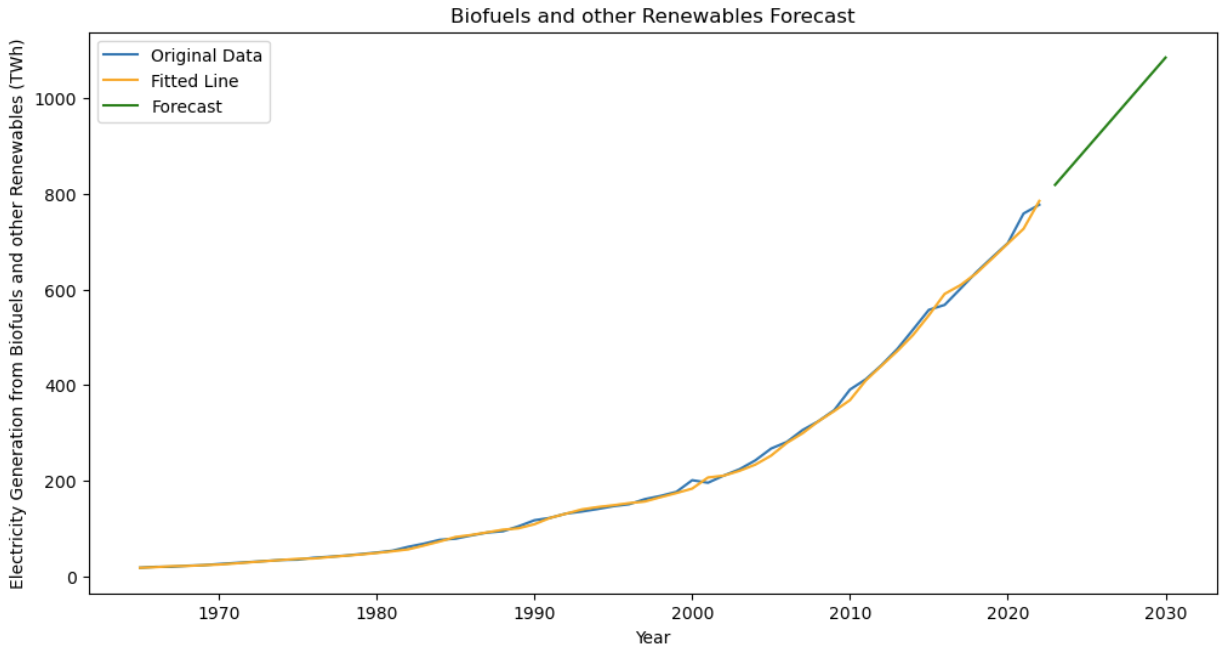 Biofuels and other Renewables Forecast
Electricity Generation from Biofuels and other Renewables (TWh)
Original Data
Fitted Line
Forecast
1000
800
600
400
200
0
1970 1980 1990 2000 2010 2020 2030
Year